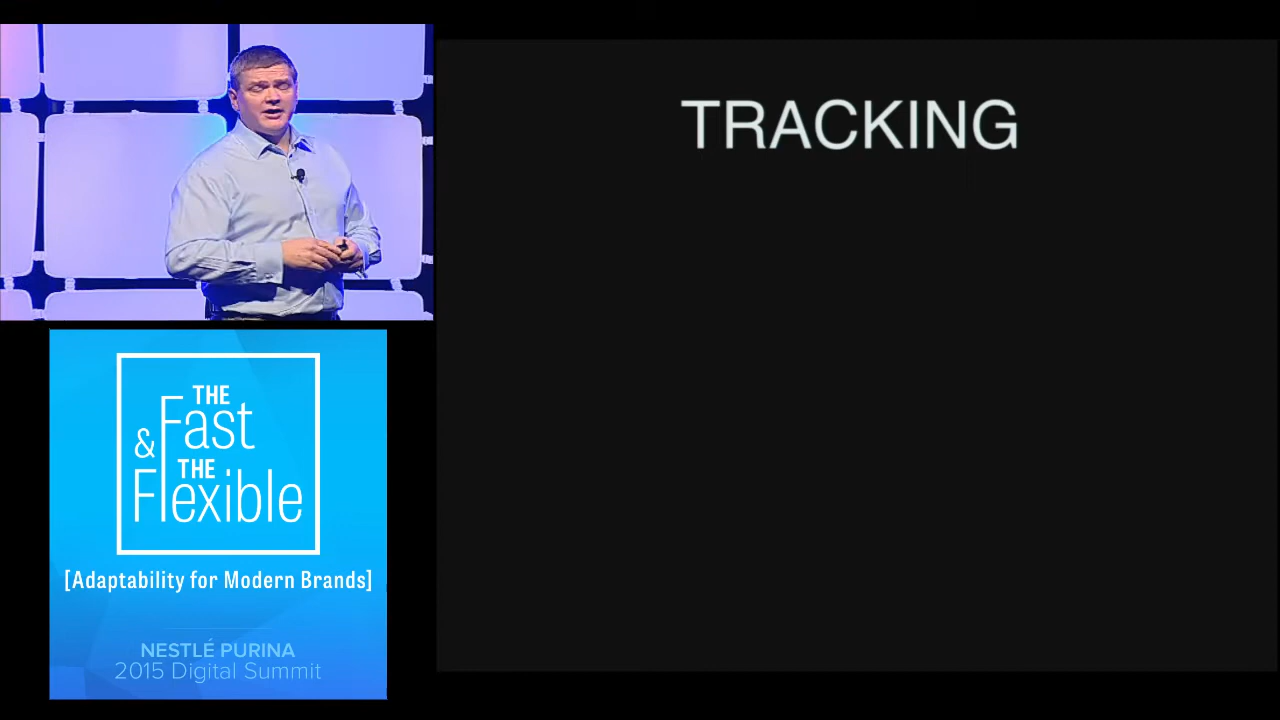 TRACKING
THE
Fast
&
THE
Flexible
[Adaptability for Modern Brands]
NESTLÉ PURINA
2015 Digital Summit